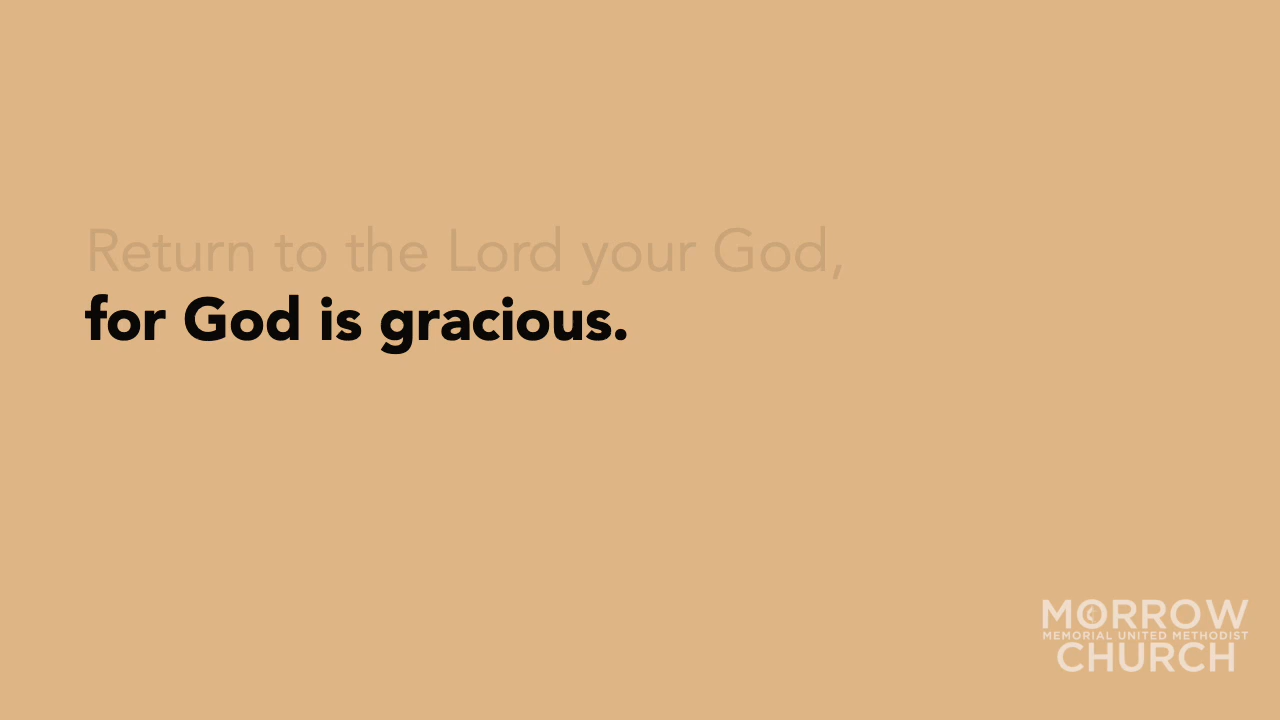 Return to the Lord your God,
for God is gracious.
MORROW
MEMORIAL UNITED METHODIST
CHURCH